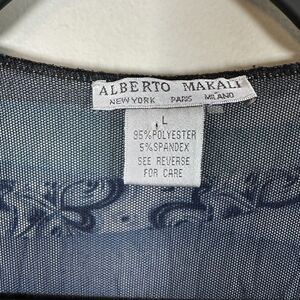 ALBERTO MAKALI
NEW YORK PARIS MILANO
L
95% POLYESTER
5% SPANDEX
SEE REVERSE
FOR CARE